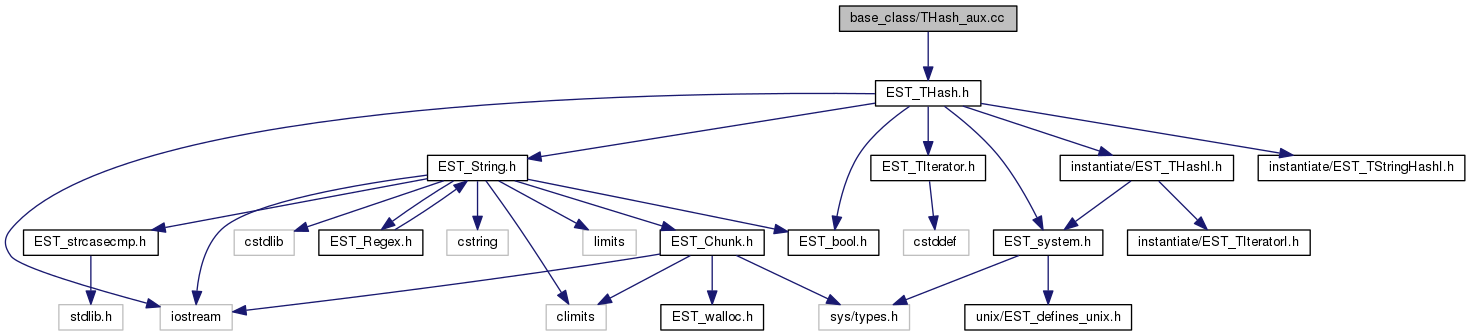 base_class/THash_aux.cc
EST_THash.h
EST_String.h
EST_TIterator.h
instantiate/EST_THashI.h
instantiate/EST_TStringHashI.h
EST_strcasecmp.h
cstdlib
EST_Regex.h
cstring
limits
EST_Chunk.h
EST_bool.h
cstddef
EST_system.h
instantiate/EST_TIteratorI.h
stdlib.h
iostream
climits
EST_walloc.h
sys/types.h
unix/EST_defines_unix.h